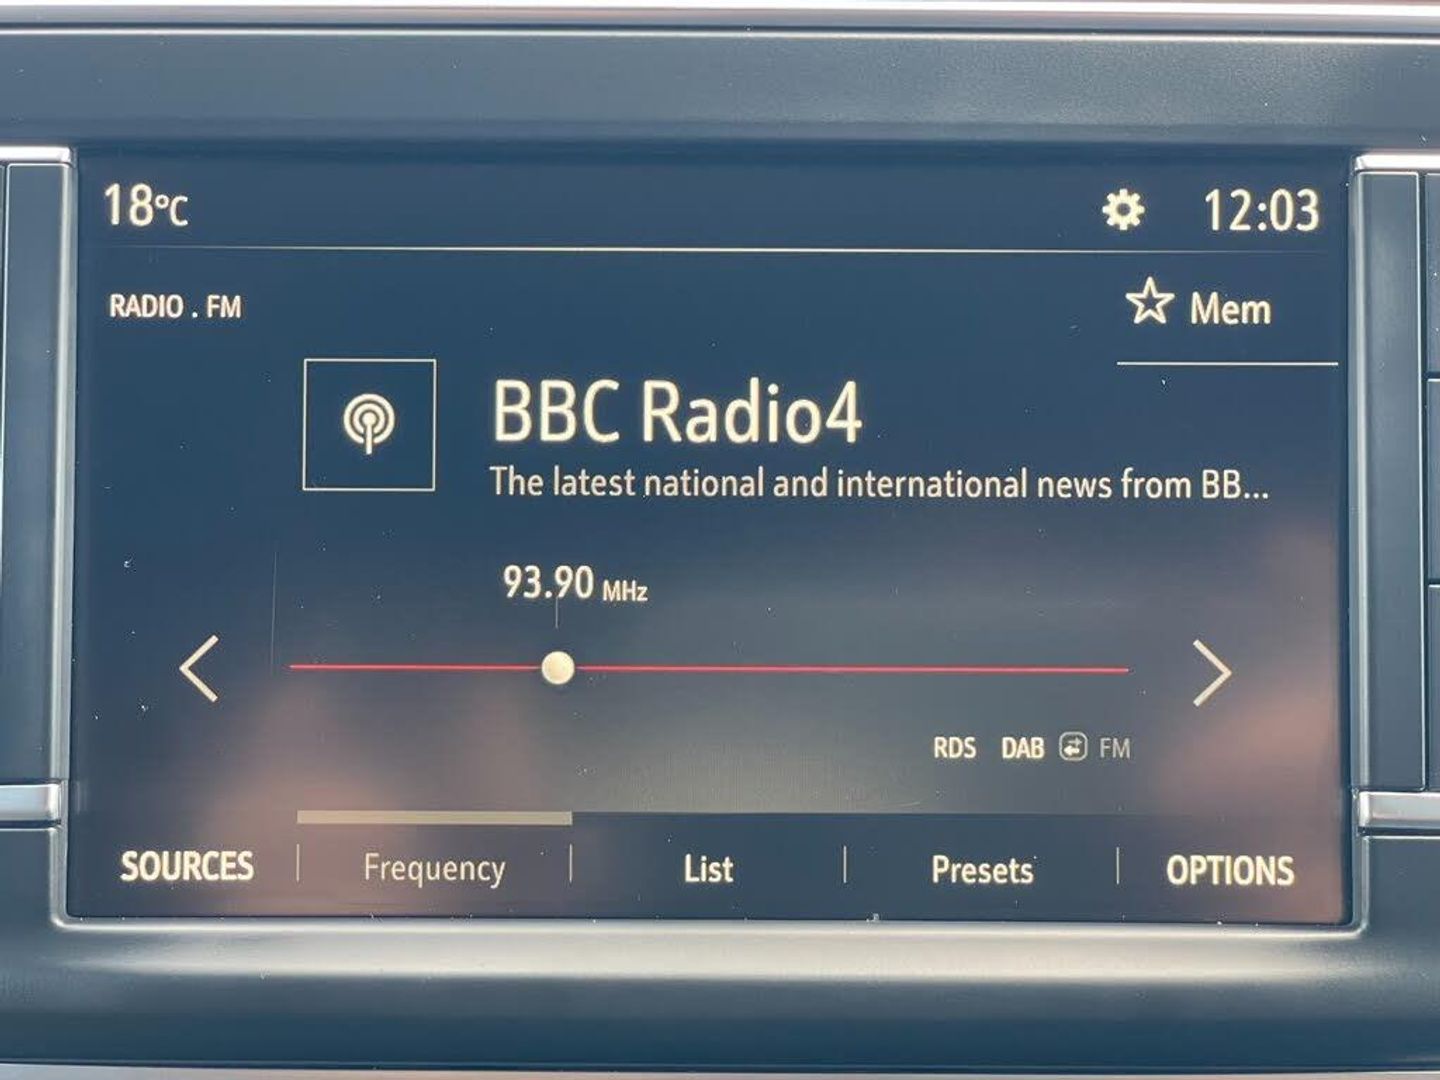 18°C
12:03
RADIO . FM
Mem
BBC Radio4
The latest national and international news from BB...
93.90 MHz
RDS DAB FM
SOURCES Frequency List Presets OPTIONS